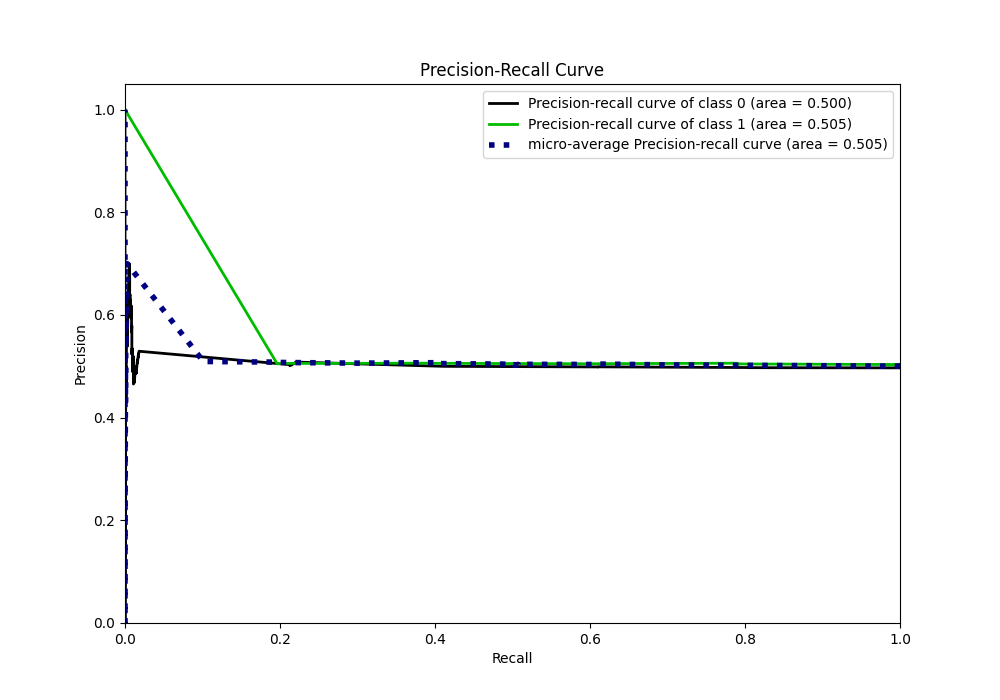 Precision-Recall Curve
Precision-recall curve of class 0 (area = 0.500)
Precision-recall curve of class 1 (area = 0.505)
micro-average Precision-recall curve (area = 0.505)
1.0
0.8
0.6
0.4
0.2
0.0
Precision
0.0 0.2 0.4 0.6 0.8 1.0
Recall